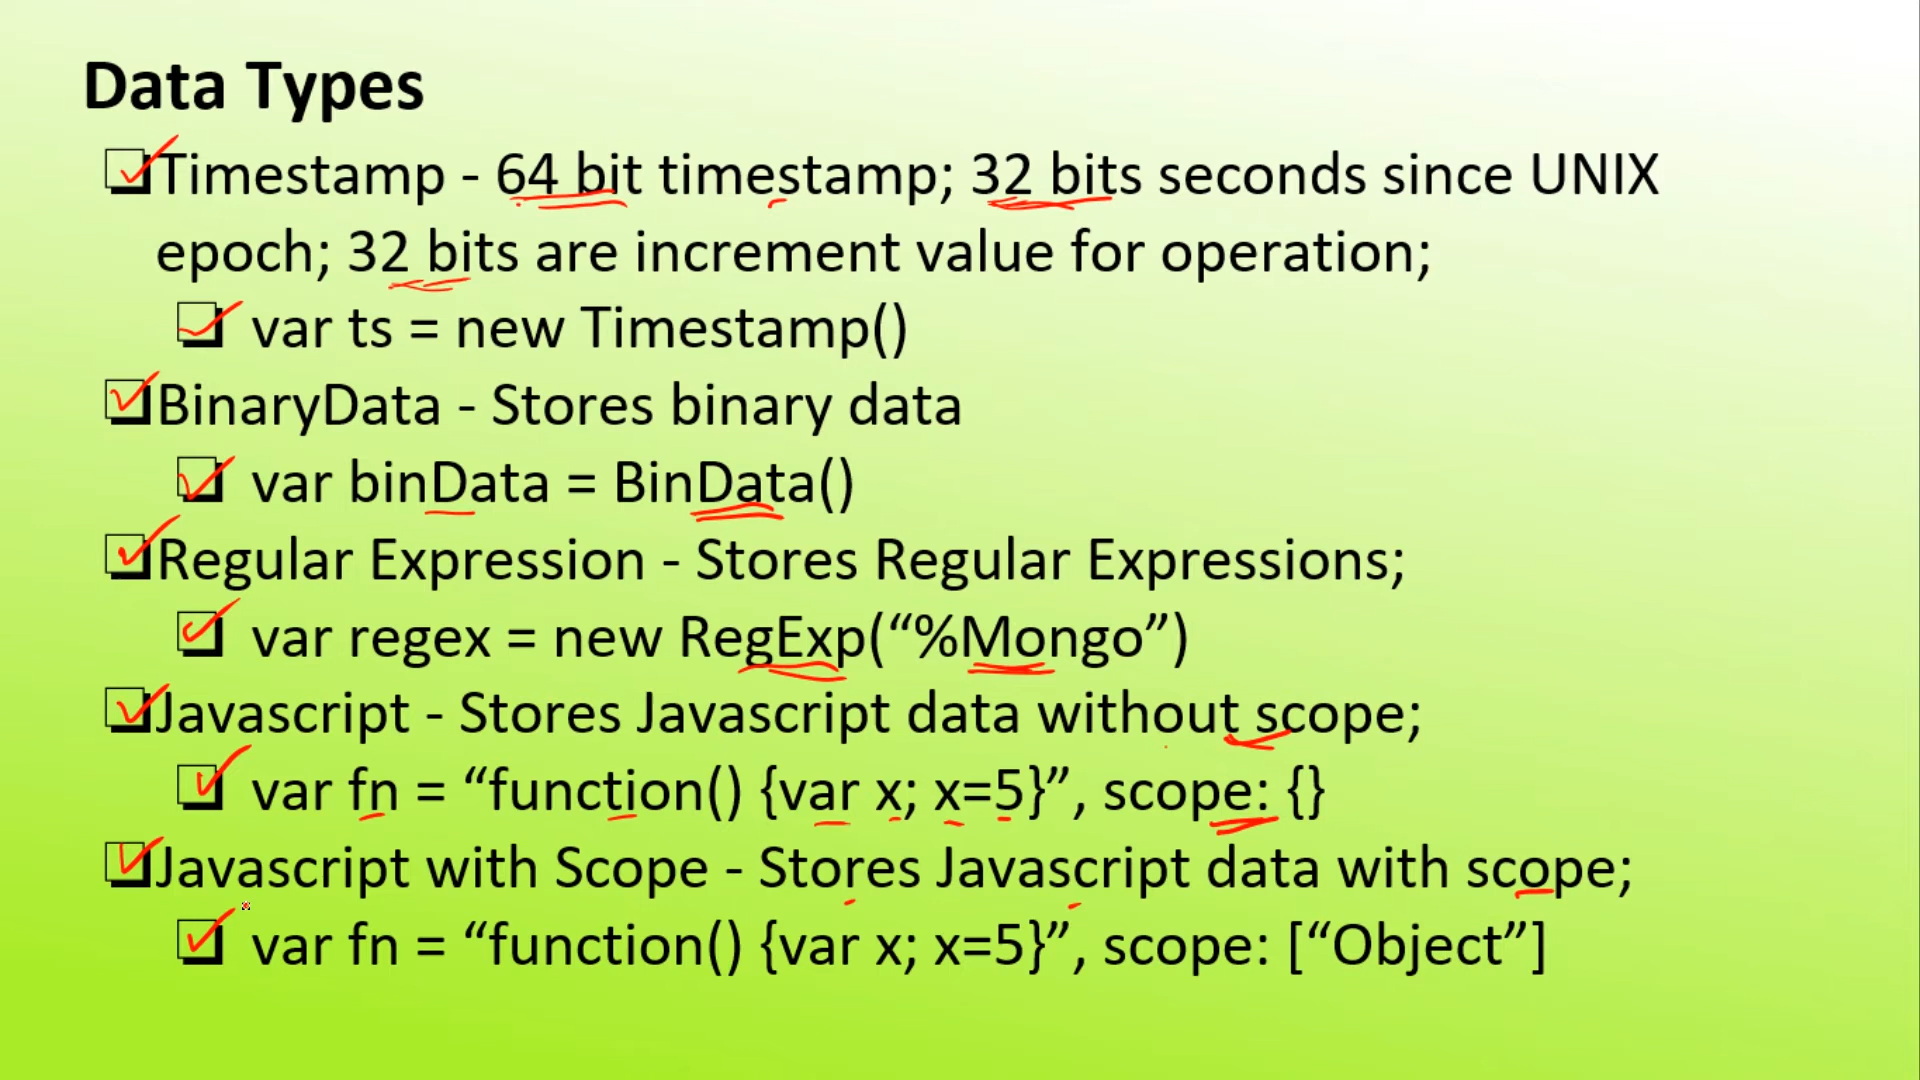 Data Types
Timestamp - 64 bit timestamp; 32 bits seconds since UNIX
epoch; 32 bits are increment value for operation;
var ts = new Timestamp()
BinaryData - Stores binary data
var binData = BinData()
Regular Expression - Stores Regular Expressions;
var regex = new RegExp(“%Mongo”)
Javascript - Stores Javascript data without scope;
var fn = “function() {var x; x=5}”, scope: {}
Javascript with Scope - Stores Javascript data with scope;
var fn = “function() {var x; x=5}”, scope: [“Object”]